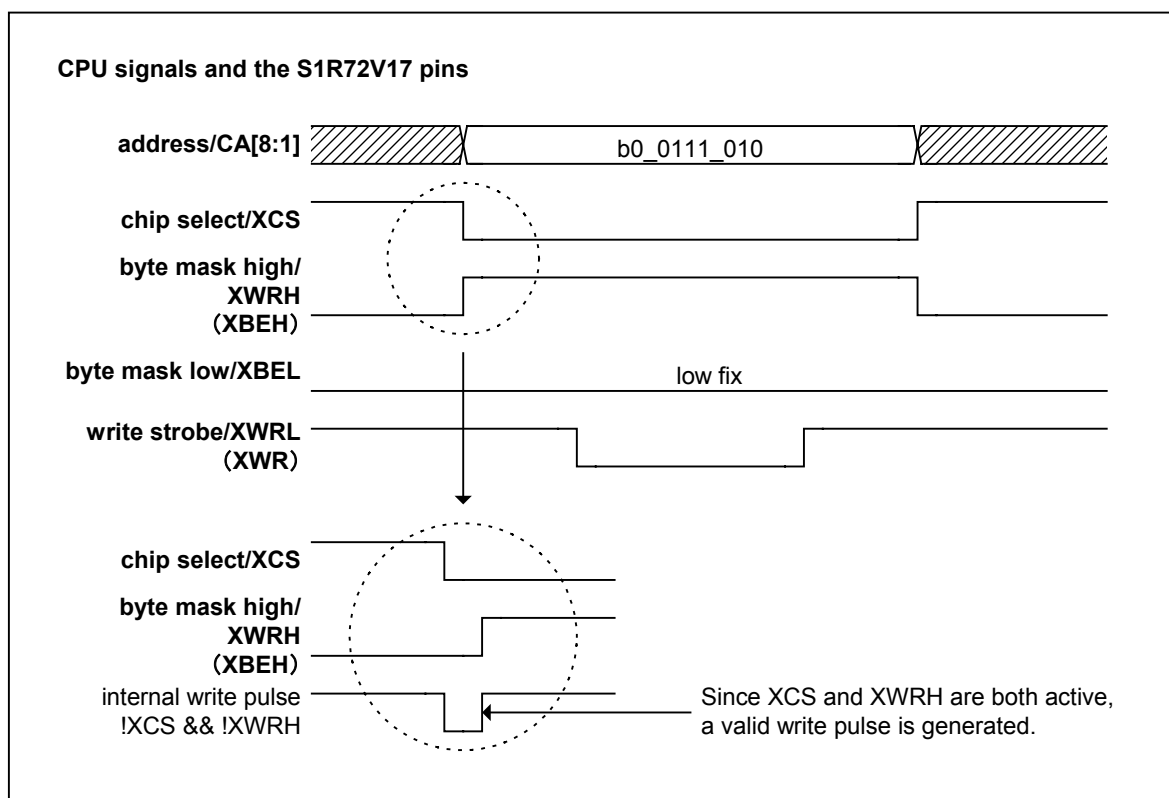 CPU signals and the S1R72V17 pins
address/CA[8:1]
b0_0111_010
chip select/XCS
byte mask high/
XWRH
（XBEH）
byte mask low/XBEL
low fix
write strobe/XWRL
（XWR）
chip select/XCS
byte mask high/
XWRH
（XBEH）
internal write pulse
!XCS && !XWRH
Since XCS and XWRH are both active,
a valid write pulse is generated.